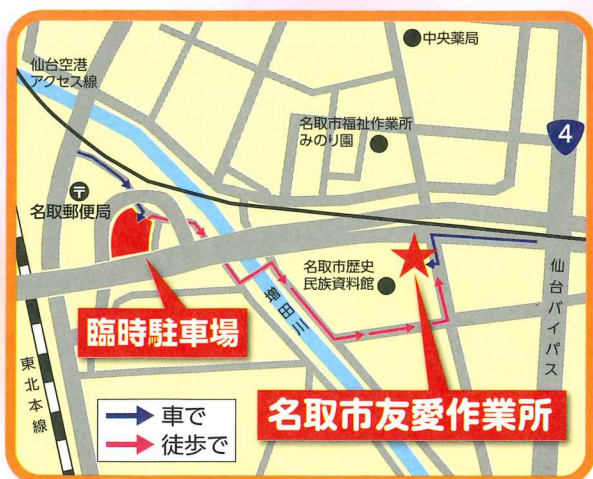 中央薬局
仙台空港
アクセス線
名取市福祉作業所
みのり園
4
〒
名取郵便局
名取市歴史
民族資料館
増田川
仙台バイパス
臨時駐車場
東北本線
車で
徒歩で
名取市友愛作業所